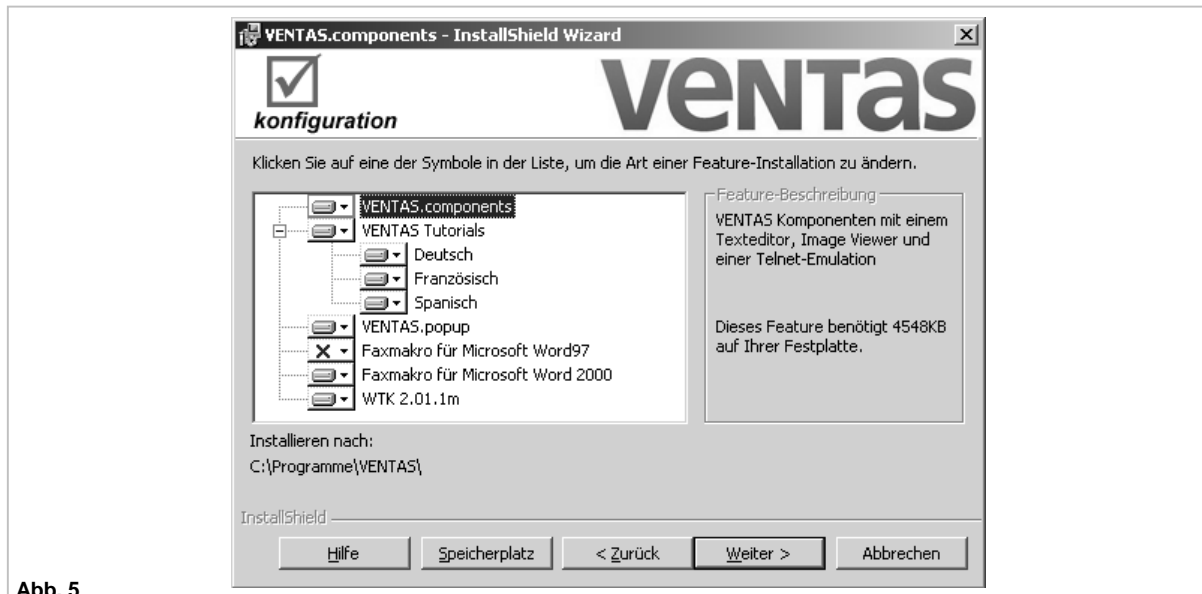 VENTAS.components - InstallShield Wizard
konfiguration
VENTAS
Klicken Sie auf eine der Symbole in der Liste, um die Art einer Feature-Installation zu ändern.
VENTAS.components
VENTAS Tutorials
Deutsch
Französisch
Spanisch
VENTAS.popup
Faxmakro für Microsoft Word97
Faxmakro für Microsoft Word 2000
WTK 2.01.1m
Feature-Beschreibung
VENTAS Komponenten mit einem
Texteditor, Image Viewer und
einer Telnet-Emulation
Dieses Feature benötigt 4548KB
auf Ihrer Festplatte.
Installieren nach:
C:\Programme\VENTAS\
InstallShield
Hilfe
Speicherplatz
< Zurück
Weiter >
Abbrechen
Abb. 5